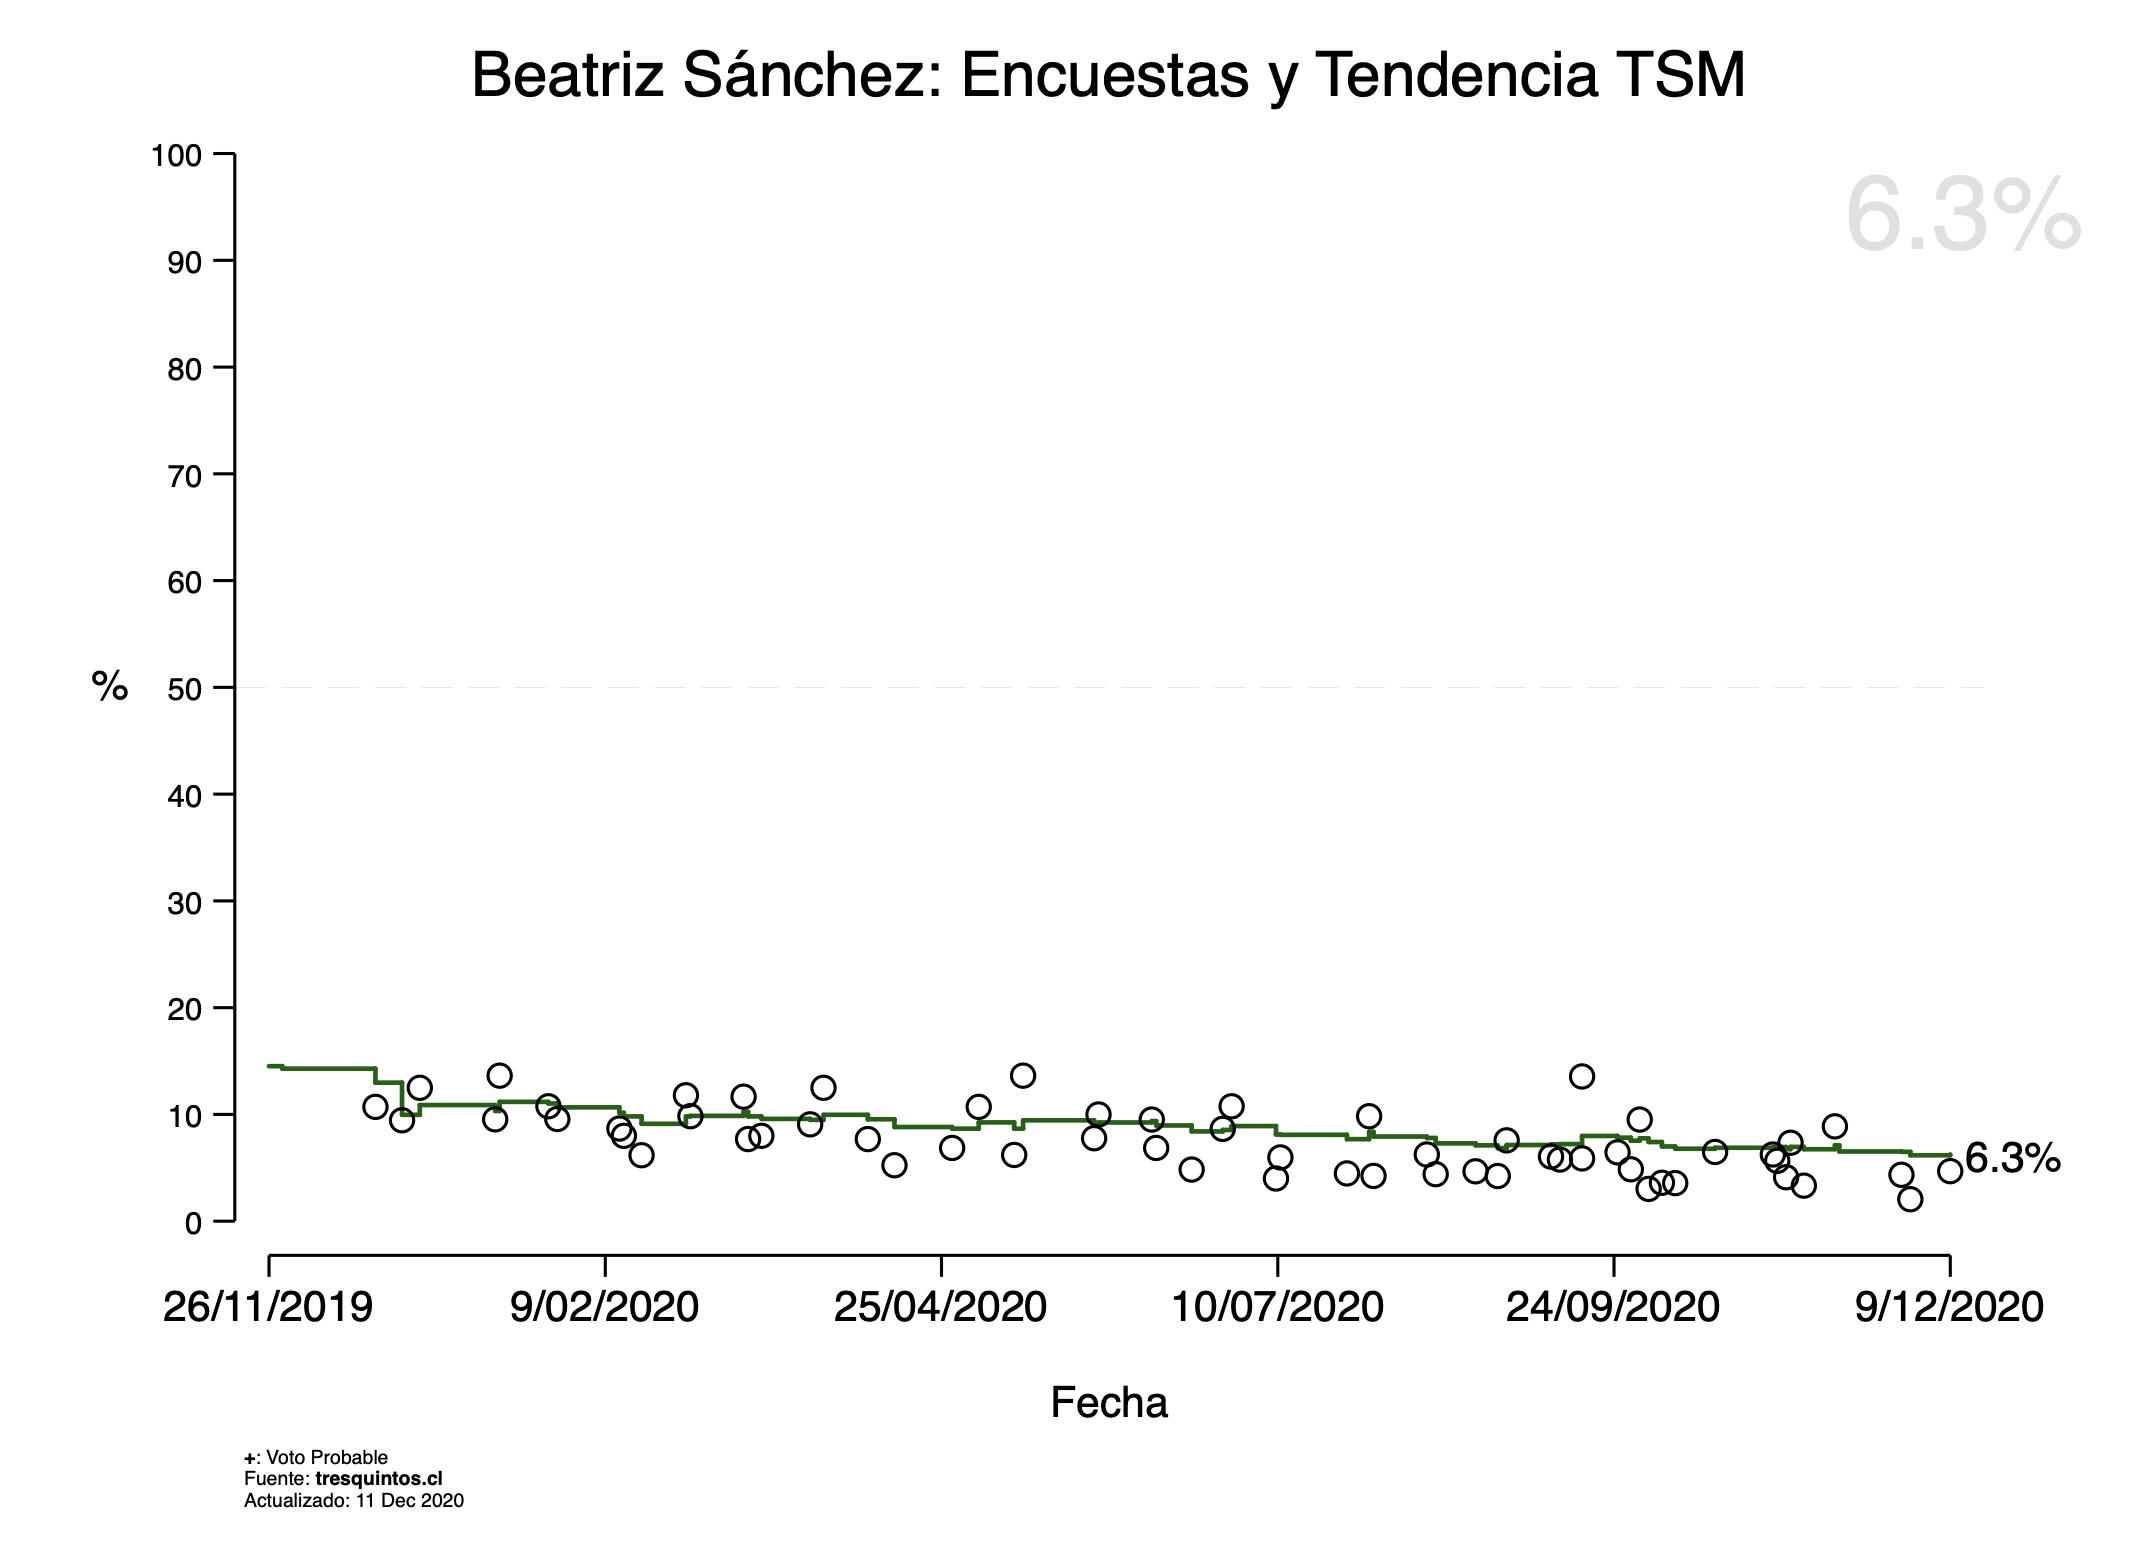 Beatriz Sánchez: Encuestas y Tendencia TSM
6.3%
100
90
80
70
60
% 50
40
30
20
10
0
6.3%
26/11/2019 9/02/2020 25/04/2020 10/07/2020 24/09/2020 9/12/2020
Fecha
+: Voto Probable
Fuente: tresquintos.cl
Actualizado: 11 Dec 2020